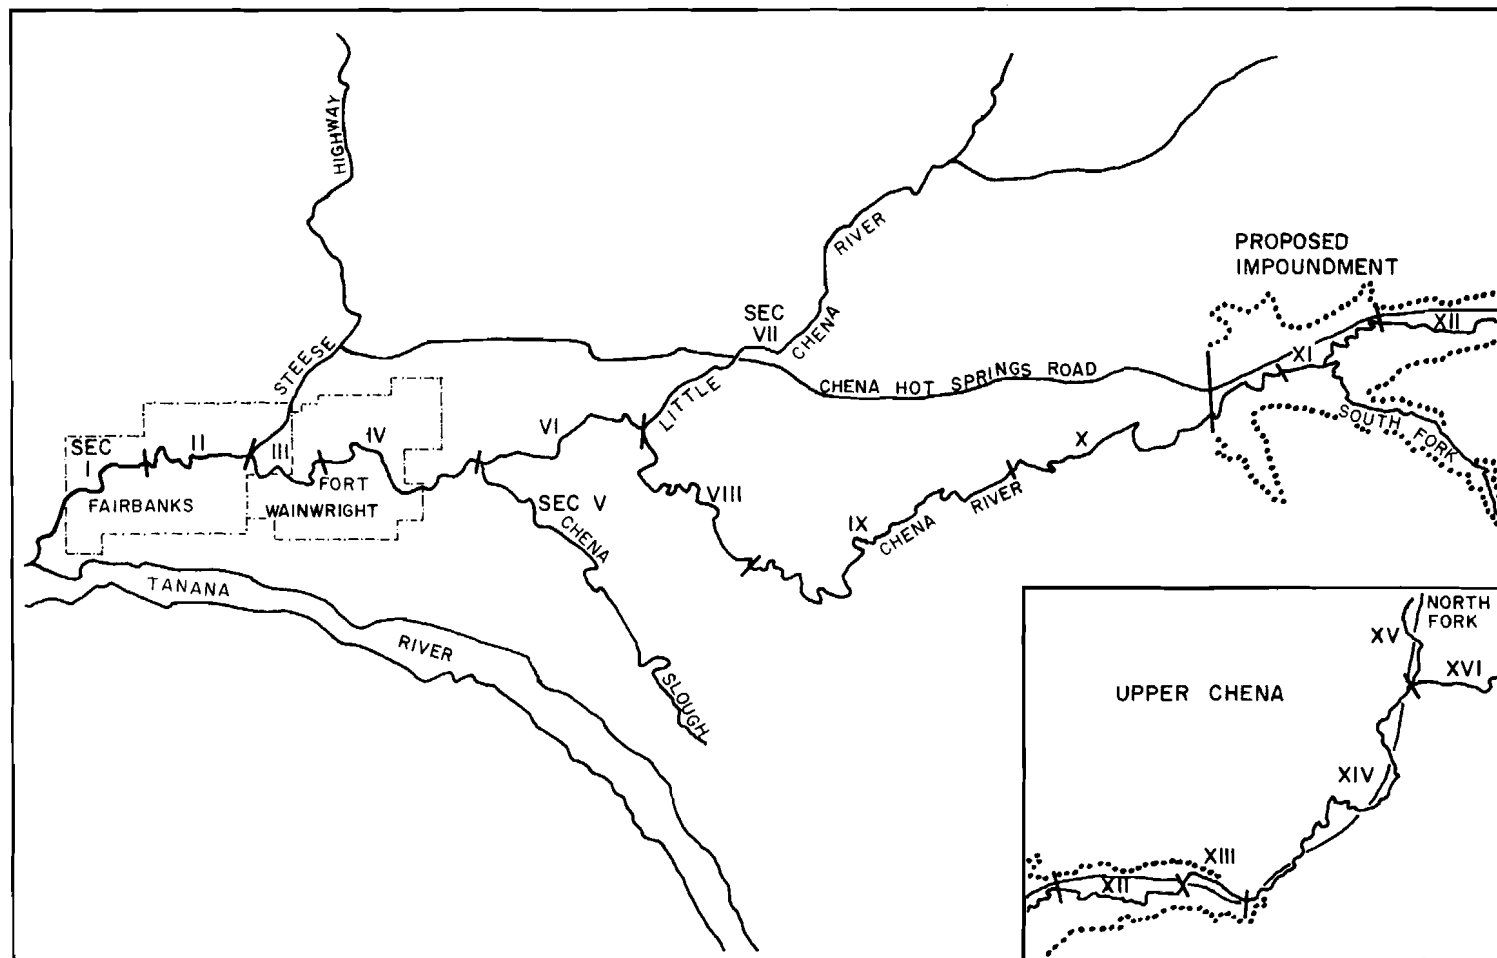 HIGHWAY
STEESE
RIVER
CHENA
LITTLE
SEC
VII
PROPOSED
IMPOUNDMENT
XII
XI
CHENA HOT SPRINGS ROAD
SOUTH FORK
SEC
I
II
III
IV
VI
X
FORT
FAIRBANKS
WAINWRIGHT
SEC V
CHENA
SLOUGH
VIII
IX
CHENA RIVER
TANANA
RIVER
NORTH
FORK
XV
XVI
UPPER CHENA
XIV
XIII
XII